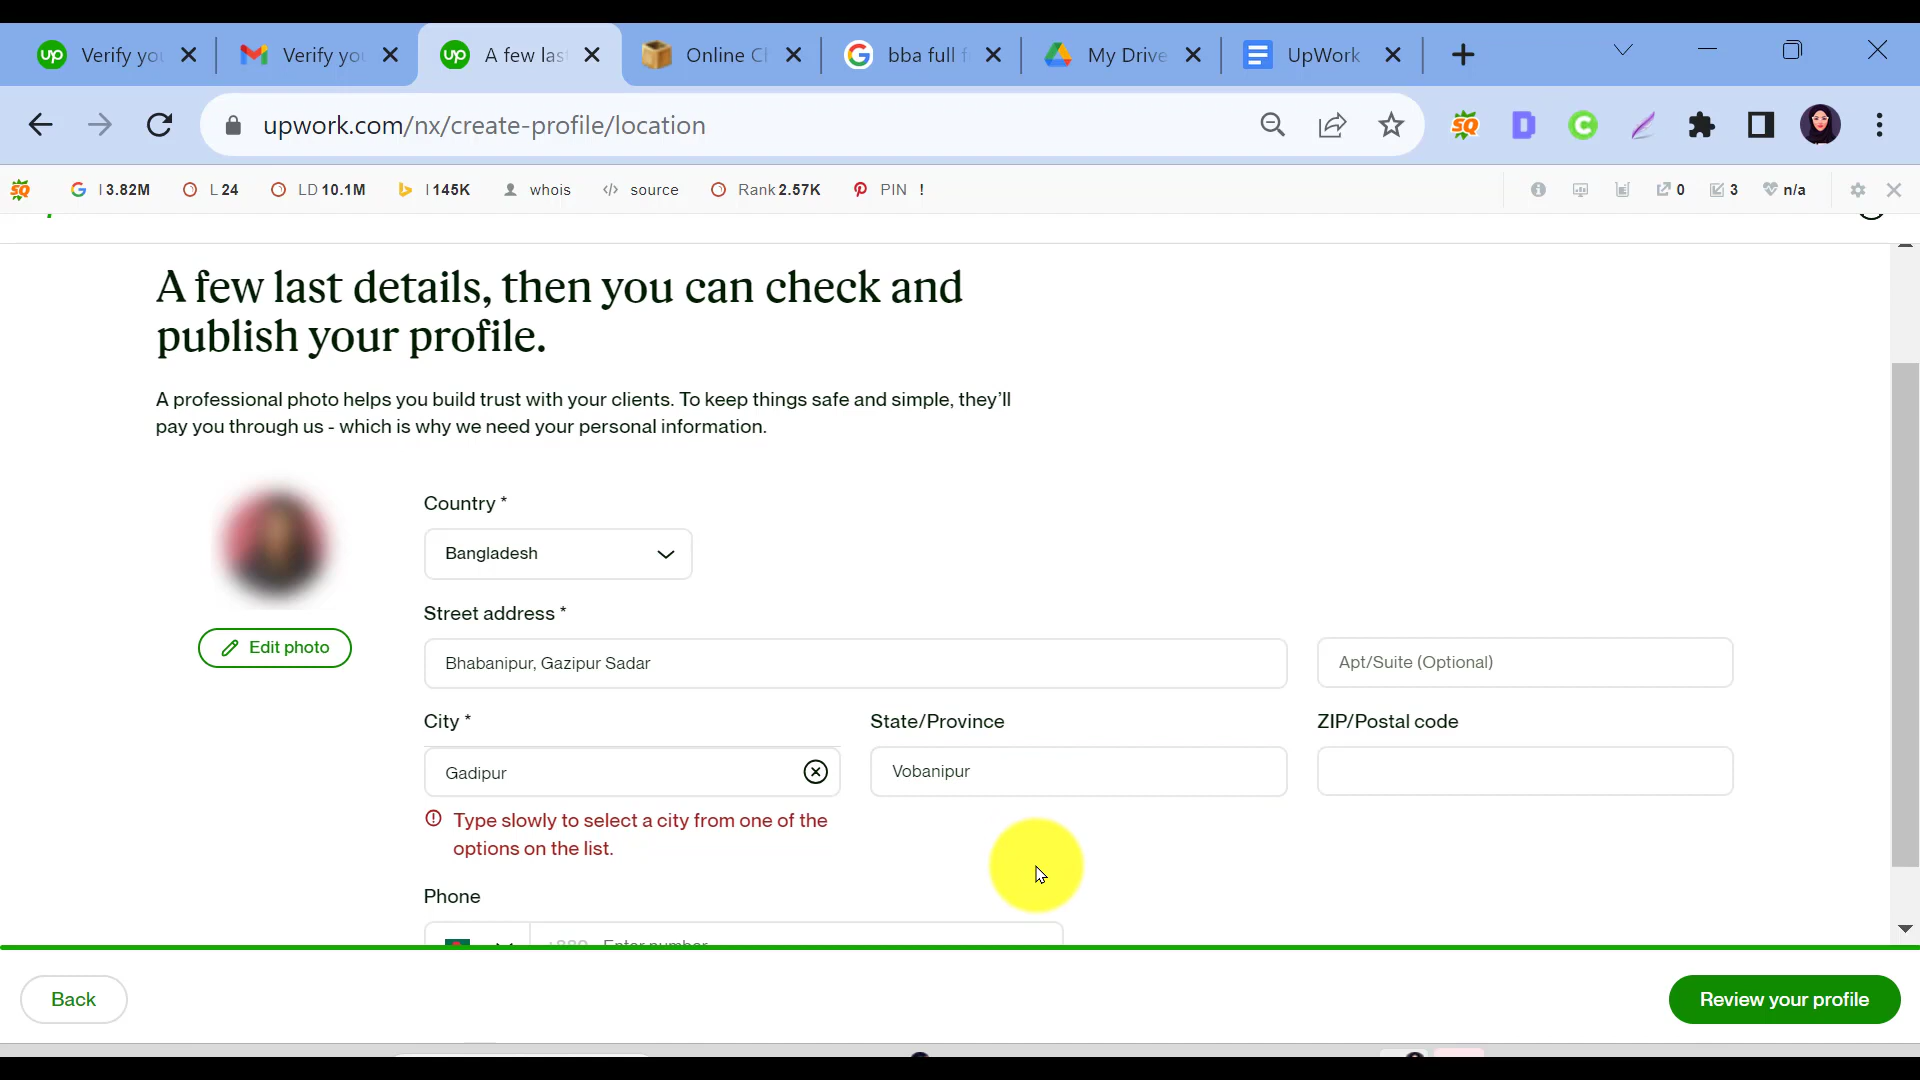 Verify you
Verify yo
A few las
Online Cl
bba full f
My Drive
UpWork
upwork.com/nx/create-profile/location
I 3.82M
L 24
LD 10.1M
I 145K
whois
source
Rank 2.57K
PIN !
0
3
n/a
A few last details, then you can check and
publish your profile.
A professional photo helps you build trust with your clients. To keep things safe and simple, they'll
pay you through us - which is why we need your personal information.
Country *
Bangladesh
Street address *
Bhabanipur, Gazipur Sadar
Apt/Suite (Optional)
Edit photo
City *
State/Province
ZIP/Postal code
Gadipur
Vobanipur
Type slowly to select a city from one of the
options on the list.
Phone
+880 Enter number
Back
Review your profile